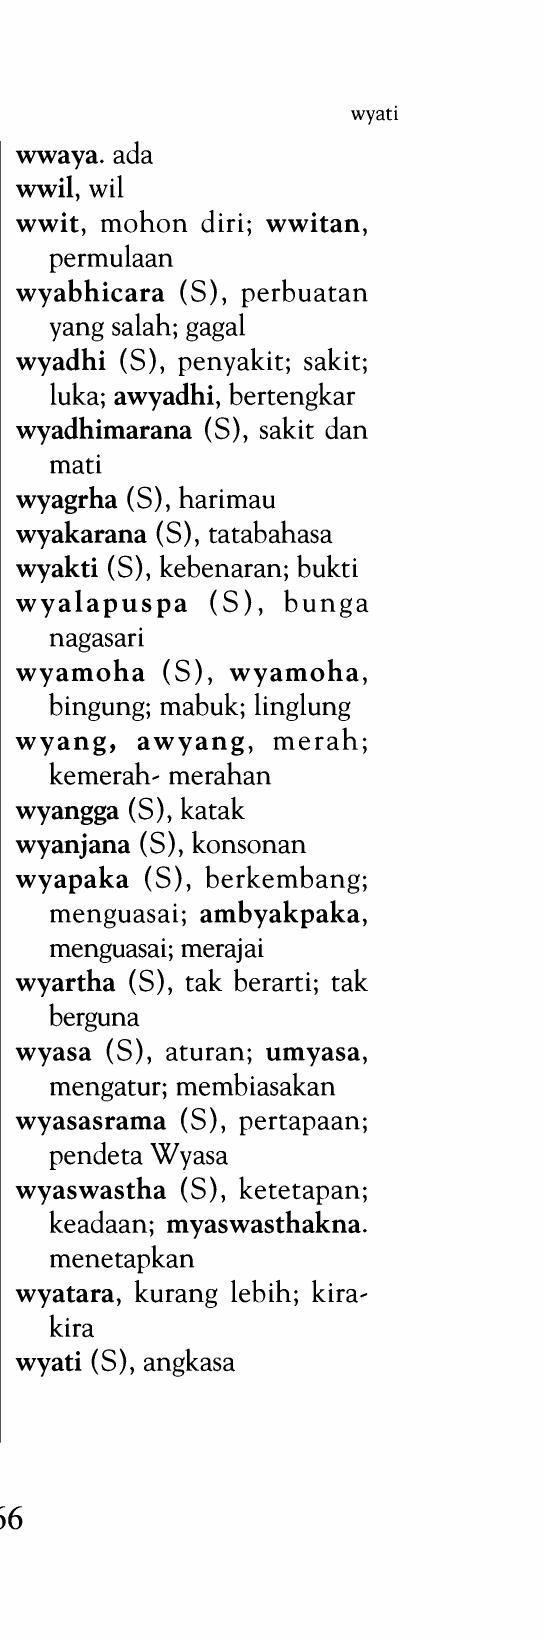 wyati
wwaya. ada
wwil, wil
wwit, mohon diri; wwitan,
permulaan
wyabhicara (S), perbuatan
yang salah; gagal
wyadhi (S), penyakit; sakit;
luka; awyadhi, bertengkar
wyadhimarana (S), sakit dan
mati
wyagrha (S), harimau
wyakarana (S), tatabahasa
wyakti (S), kebenaran; bukti
wyalapuspa (S), bunga
nagasari
wyamoha (S), wyamoha,
bingung; mabuk; linglung
wyang, awyang, merah;
kemerah- merahan
wyangga (S), katak
wyanjana (S), konsonan
wyapaka (S), berkembang;
menguasai; ambyakpaka,
menguasai; merajai
wyartha (S), tak berarti; tak
berguna
wyasa (S), aturan; umyasa,
mengatur; membiasakan
wyasasrama (S), pertapaan;
pendeta Wyasa
wyaswastha (S), ketetapan;
keadaan; myaswasthakna.
menetapkan
wyatara, kurang lebih; kira-
kira
wyati (S), angkasa